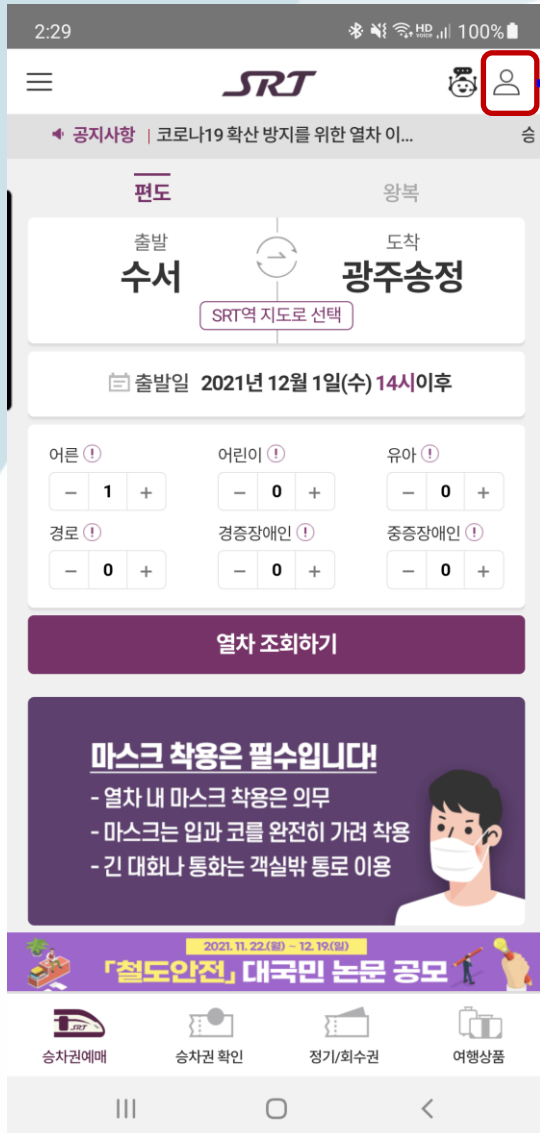 2:29 HD VOICE 100%
SRT
공지사항 | 코로나19 확산 방지를 위한 열차 이... 승
편도 왕복
출발 도착
수서 광주송정
SRT역 지도로 선택
출발일 2021년 12월 1일(수) 14시이후
어른 ! 어린이 ! 유아 !
− 1 + − 0 + − 0 +
경로 ! 경증장애인 ! 중증장애인 !
− 0 + − 0 + − 0 +
열차 조회하기
마스크 착용은 필수입니다!
- 열차 내 마스크 착용은 의무
- 마스크는 입과 코를 완전히 가려 착용
- 긴 대화나 통화는 객실밖 통로 이용
2021. 11. 22.(월) ~ 12. 19.(일)
「철도안전」 대국민 논문 공모
SRT
승차권예매 승차권 확인 정기/회수권 여행상품